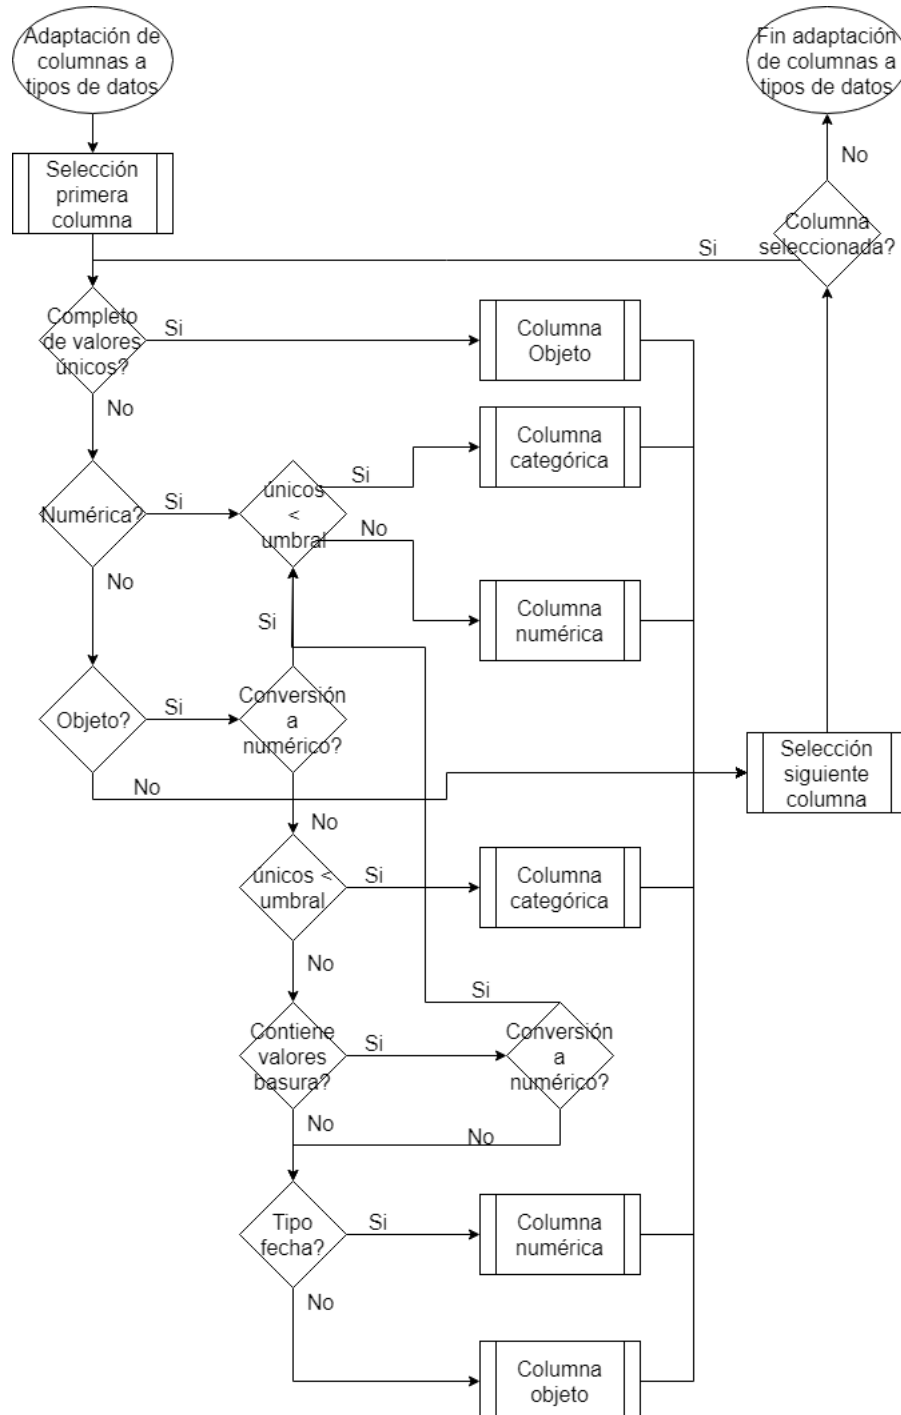 Adaptación de
columnas a
tipos de datos
Fin adaptación
de columnas a
tipos de datos
No
Selección
primera
columna
Columna
seleccionada?
Si
Completo
de valores
únicos?
Si
Columna
Objeto
No
Columna
categórica
Si
Numérica?
Si
únicos
<
umbral
No
No
Columna
numérica
Si
Objeto?
Si
Conversión
a
numérico?
Selección
siguiente
columna
No
No
únicos <
umbral
Si
Columna
categórica
No
Si
Contiene
valores
basura?
Si
Conversión
a
numérico?
No
No
Tipo
fecha?
Si
Columna
numérica
No
Columna
objeto